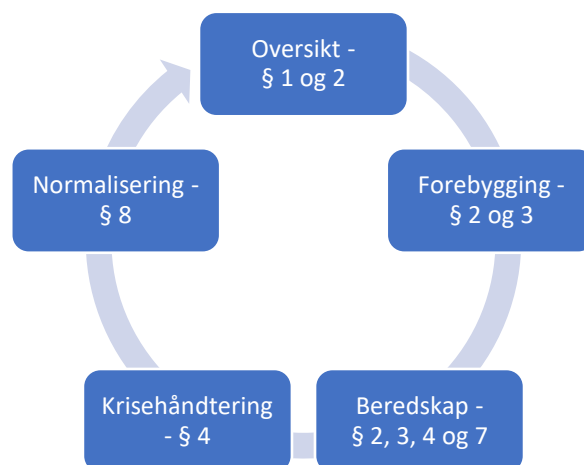 Oversikt -
§ 1 og 2
Forebygging -
§ 2 og 3
Beredskap -
§ 2, 3, 4 og 7
Krisehåndtering
- § 4
Normalisering -
§ 8